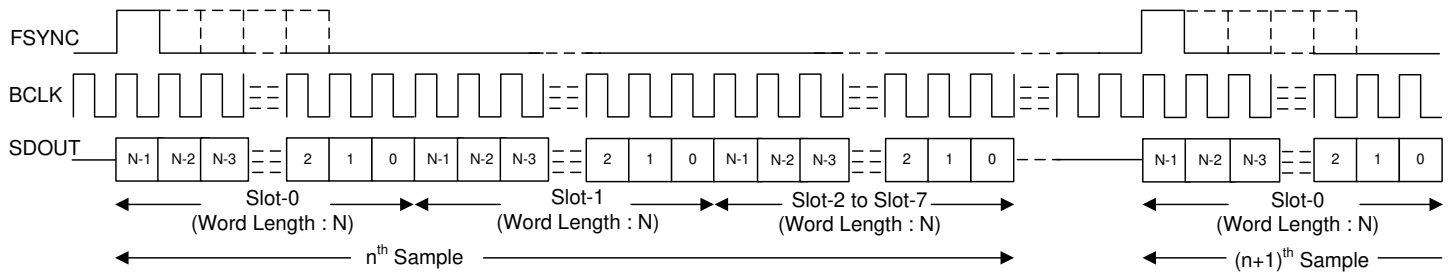 FSYNC
BCLK
SDOUT
N-1 N-2 N-3 2 1 0 N-1 N-2 N-3 2 1 0 N-1 N-2 N-3 2 1 0 N-1 N-2 N-3 2 1 0
Slot-0 Slot-1 Slot-2 to Slot-7 Slot-0
(Word Length : N) (Word Length : N) (Word Length : N) (Word Length : N)
nth Sample (n+1)th Sample